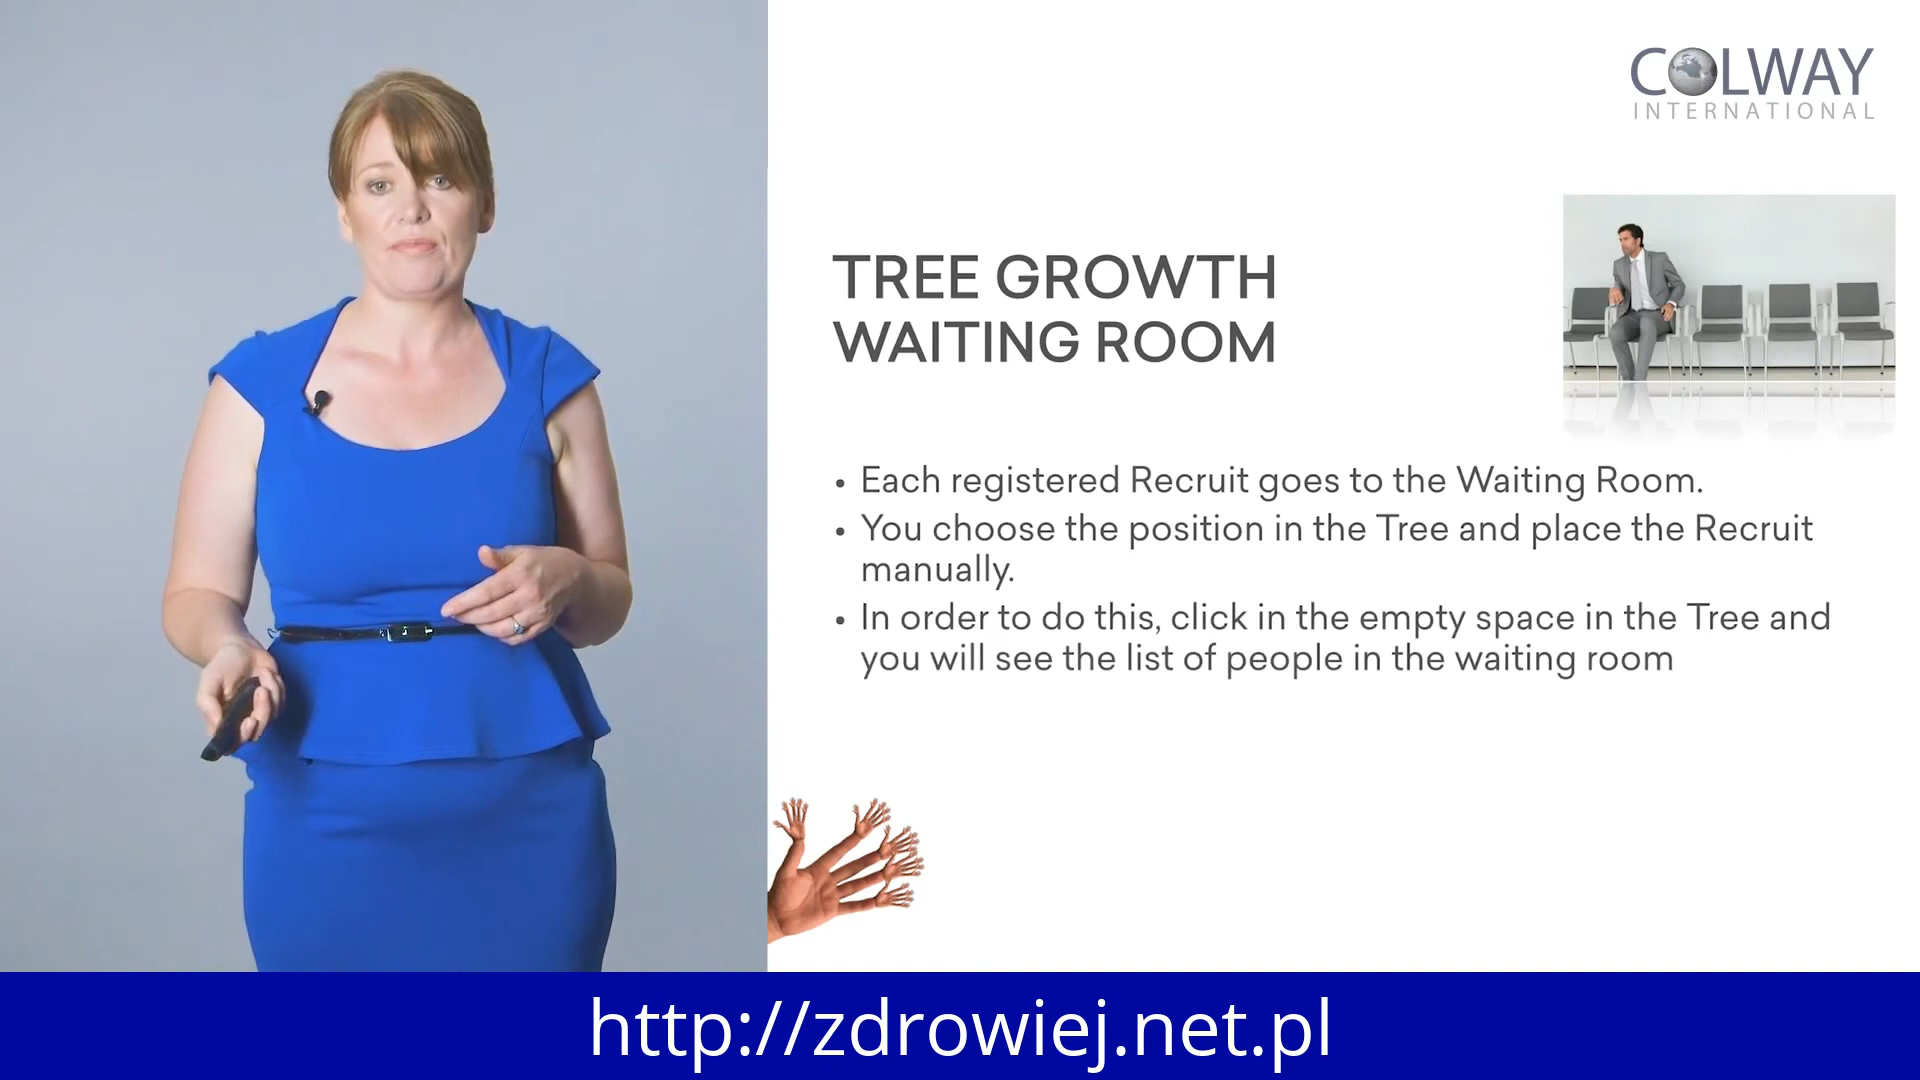 COLWAY
INTERNATIONAL
TREE GROWTH
WAITING ROOM
• Each registered Recruit goes to the Waiting Room.
• You choose the position in the Tree and place the Recruit
manually.
• In order to do this, click in the empty space in the Tree and
you will see the list of people in the waiting room
http://zdrowiej.net.pl